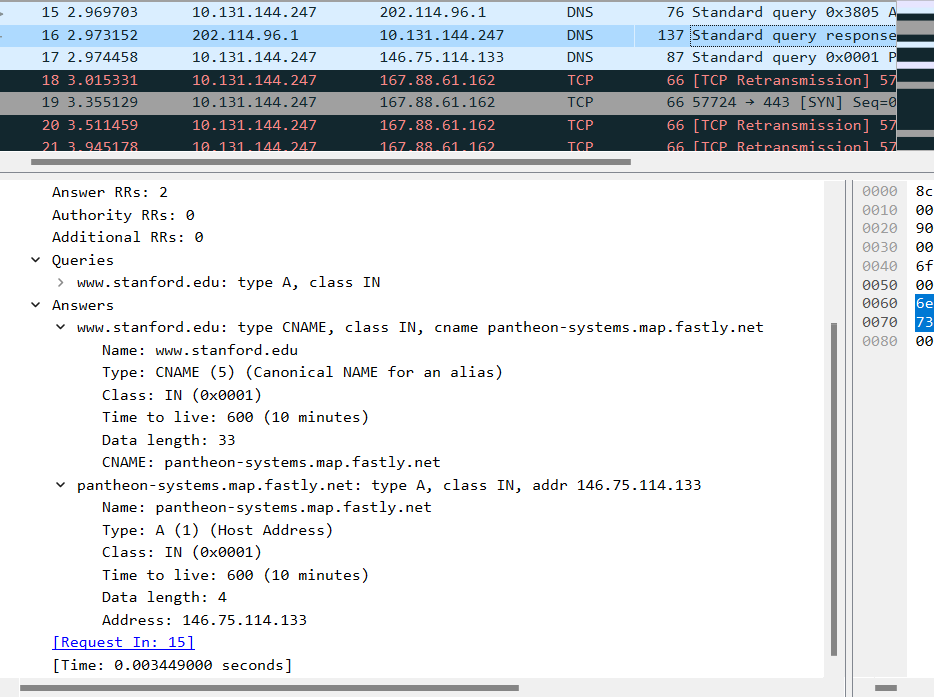 15 2.969703 10.131.144.247 202.114.96.1 DNS 76 Standard query 0x3805 A
16 2.973152 202.114.96.1 10.131.144.247 DNS 137 Standard query response
17 2.974458 10.131.144.247 146.75.114.133 DNS 87 Standard query 0x0001 P
18 3.015331 10.131.144.247 167.88.61.162 TCP 66 [TCP Retransmission] 57
19 3.355129 10.131.144.247 167.88.61.162 TCP 66 57724 → 443 [SYN] Seq=0
20 3.511459 10.131.144.247 167.88.61.162 TCP 66 [TCP Retransmission] 57
21 3.945178 10.131.144.247 167.88.61.162 TCP 66 [TCP Retransmission] 57
Answer RRs: 2
Authority RRs: 0
Additional RRs: 0
Queries
www.stanford.edu: type A, class IN
Answers
www.stanford.edu: type CNAME, class IN, cname pantheon-systems.map.fastly.net
Name: www.stanford.edu
Type: CNAME (5) (Canonical NAME for an alias)
Class: IN (0x0001)
Time to live: 600 (10 minutes)
Data length: 33
CNAME: pantheon-systems.map.fastly.net
pantheon-systems.map.fastly.net: type A, class IN, addr 146.75.114.133
Name: pantheon-systems.map.fastly.net
Type: A (1) (Host Address)
Class: IN (0x0001)
Time to live: 600 (10 minutes)
Data length: 4
Address: 146.75.114.133
[Request In: 15]
[Time: 0.003449000 seconds]
0000 8c
0010 00
0020 90
0030 00
0040 6f
0050 00
0060 6e
0070 73
0080 00